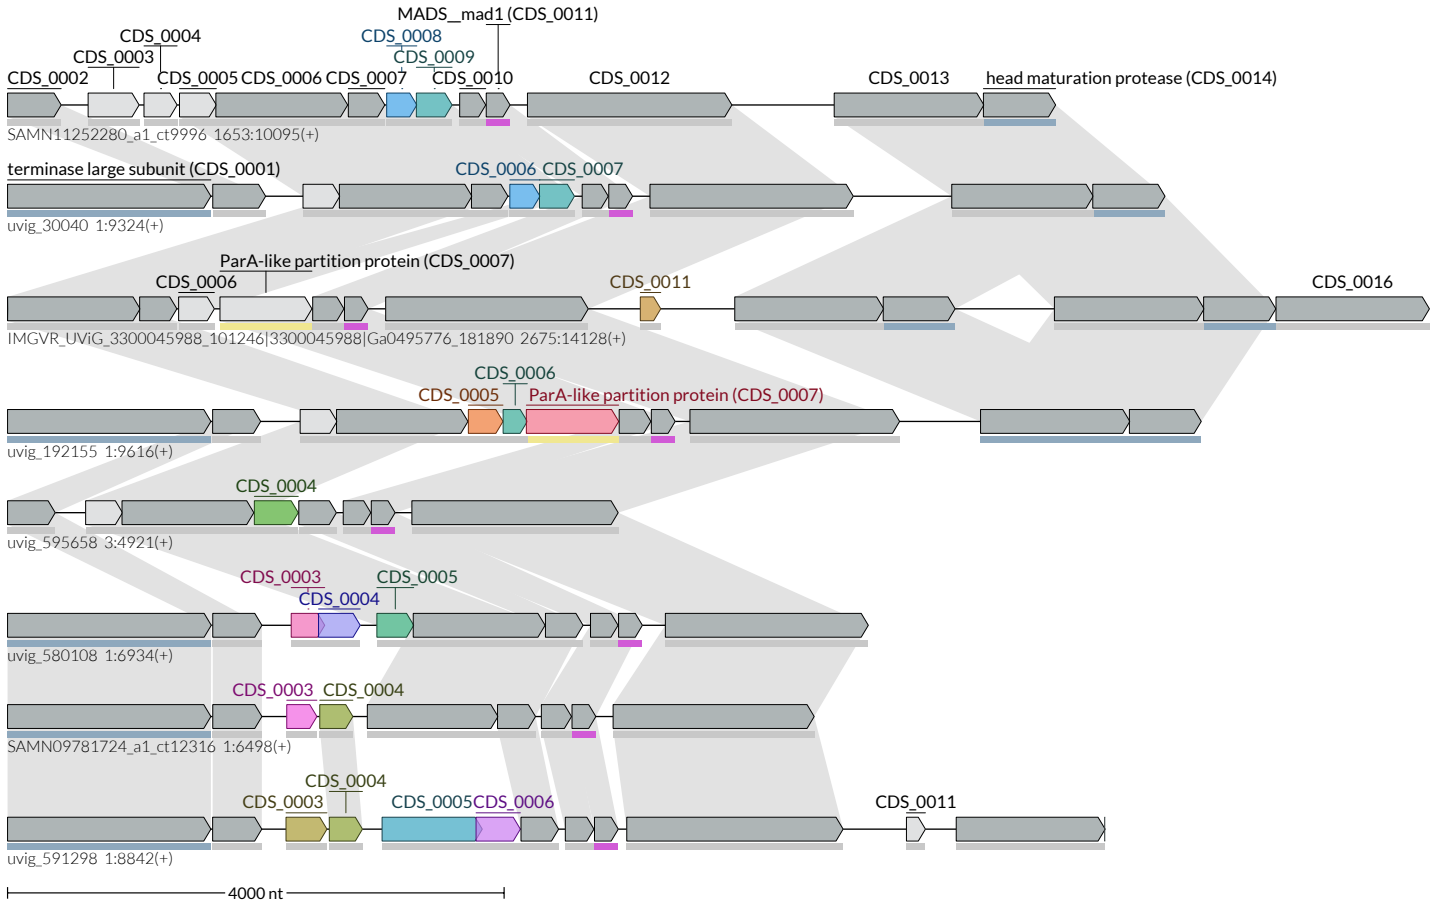 MADS__mad1 (CDS_0011)
CDS_0004 CDS_0008
CDS_0003 CDS_0009
CDS_0002 CDS_0005 CDS_0006 CDS_0007 CDS_0010 CDS_0012 CDS_0013 head maturation protease (CDS_0014)
SAMN11252280_a1_ct9996 1653:10095(+)
terminase large subunit (CDS_0001) CDS_0006 CDS_0007
uvig_30040 1:9324(+)
ParA-like partition protein (CDS_0007)
CDS_0006 CDS_0011 CDS_0016
IMGVR_UViG_3300045988_101246|3300045988|Ga0495776_181890 2675:14128(+)
CDS_0006
CDS_0005 ParA-like partition protein (CDS_0007)
uvig_192155 1:9616(+)
CDS_0004
uvig_595658 3:4921(+)
CDS_0003 CDS_0005
CDS_0004
uvig_580108 1:6934(+)
CDS_0003 CDS_0004
SAMN09781724_a1_ct12316 1:6498(+)
CDS_0004
CDS_0003 CDS_0005 CDS_0006 CDS_0011
uvig_591298 1:8842(+)
4000 nt